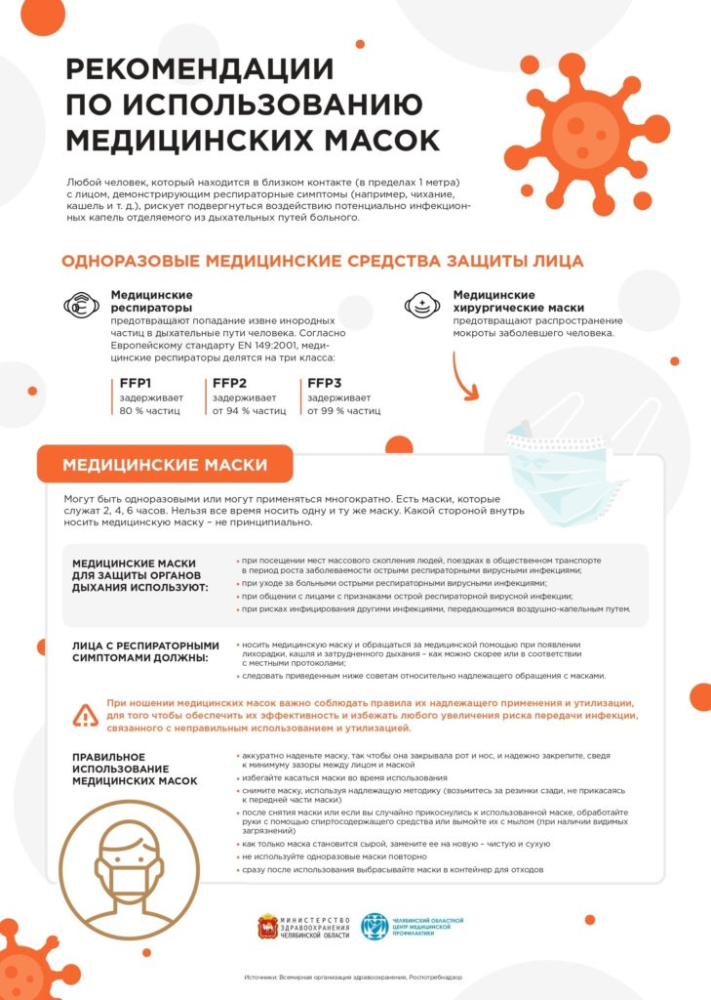 РЕКОМЕНДАЦИИ
ПО ИСПОЛЬЗОВАНИЮ
МЕДИЦИНСКИХ МАСОК
Любой человек, который находится в близком контакте (в пределах 1 метра)
с лицом, демонстрирующим респираторные симптомы (например, чихание,
кашель и т. д.), рискует подвергнуться воздействию потенциально инфекцион-
ных капель отделяемого из дыхательных путей больного.
ОДНОРАЗОВЫЕ МЕДИЦИНСКИЕ СРЕДСТВА ЗАЩИТЫ ЛИЦА
Медицинские
респираторы
предотвращают попадание извне инородных
частиц в дыхательные пути человека. Согласно
Европейскому стандарту EN 149:2001, меди-
цинские респираторы делятся на три класса:
FFP1
задерживает
80 % частиц
FFP2
задерживает
от 94 % частиц
FFP3
задерживает
от 99 % частиц
Медицинские
хирургические маски
предотвращают распространение
мокроты заболевшего человека.
МЕДИЦИНСКИЕ МАСКИ
Могут быть одноразовыми или могут применяться многократно. Есть маски, которые
служат 2, 4, 6 часов. Нельзя все время носить одну и ту же маску. Какой стороной внутрь
носить медицинскую маску – не принципиально.
МЕДИЦИНСКИЕ МАСКИ
ДЛЯ ЗАЩИТЫ ОРГАНОВ
ДЫХАНИЯ ИСПОЛЬЗУЮТ:
• при посещении мест массового скопления людей, поездках в общественном транспорте
в период роста заболеваемости острыми респираторными вирусными инфекциями;
• при уходе за больными острыми респираторными вирусными инфекциями;
• при общении с лицами с признаками острой респираторной вирусной инфекции;
• при рисках инфицирования другими инфекциями, передающимися воздушно-капельным путем.
ЛИЦА С РЕСПИРАТОРНЫМИ
СИМПТОМАМИ ДОЛЖНЫ:
• носить медицинскую маску и обращаться за медицинской помощью при появлении
лихорадки, кашля и затрудненного дыхания – как можно скорее или в соответствии
с местными протоколами;
• следовать приведенным ниже советам относительно надлежащего обращения с масками.
При ношении медицинских масок важно соблюдать правила их надлежащего применения и утилизации,
для того чтобы обеспечить их эффективность и избежать любого увеличения риска передачи инфекции,
связанного с неправильным использованием и утилизацией.
ПРАВИЛЬНОЕ
ИСПОЛЬЗОВАНИЕ
МЕДИЦИНСКИХ МАСОК
• аккуратно наденьте маску, так чтобы она закрывала рот и нос, и надежно закрепите, сведя
к минимуму зазоры между лицом и маской
• избегайте касаться маски во время использования
• снимите маску, используя надлежащую методику (возьмитесь за резинки сзади, не прикасаясь
к передней части маски)
• после снятия маски или если вы случайно прикоснулись к использованной маске, обработайте
руки с помощью спиртосодержащего средства или вымойте их с мылом (при наличии видимых
загрязнений)
• как только маска становится сырой, замените ее на новую – чистую и сухую
• не используйте одноразовые маски повторно
• сразу после использования выбрасывайте маски в контейнер для отходов
МИНИСТЕРСТВО
ЗДРАВООХРАНЕНИЯ
ЧЕЛЯБИНСКОЙ ОБЛАСТИ
ЧЕЛЯБИНСКИЙ ОБЛАСТНОЙ
ЦЕНТР МЕДИЦИНСКОЙ
ПРОФИЛАКТИКИ
Источники: Всемирная организация здравоохранения, Роспотребнадзор